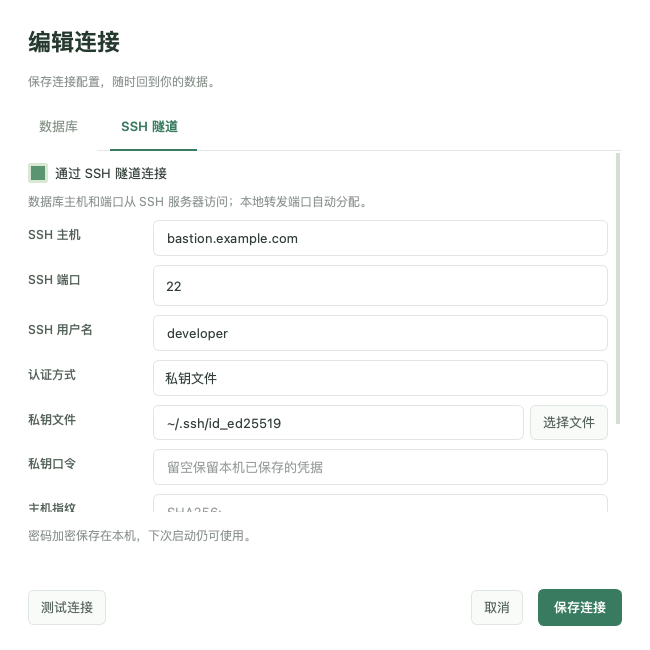 编辑连接
保存连接配置，随时回到你的数据。
数据库 SSH 隧道
通过 SSH 隧道连接
数据库主机和端口从 SSH 服务器访问；本地转发端口自动分配。
SSH 主机 bastion.example.com
SSH 端口 22
SSH 用户名 developer
认证方式 私钥文件
私钥文件 ~/.ssh/id_ed25519 选择文件
私钥口令 留空保留本机已保存的凭据
主机指纹 SHA256:
密码加密保存在本机，下次启动仍可使用。
测试连接 取消 保存连接